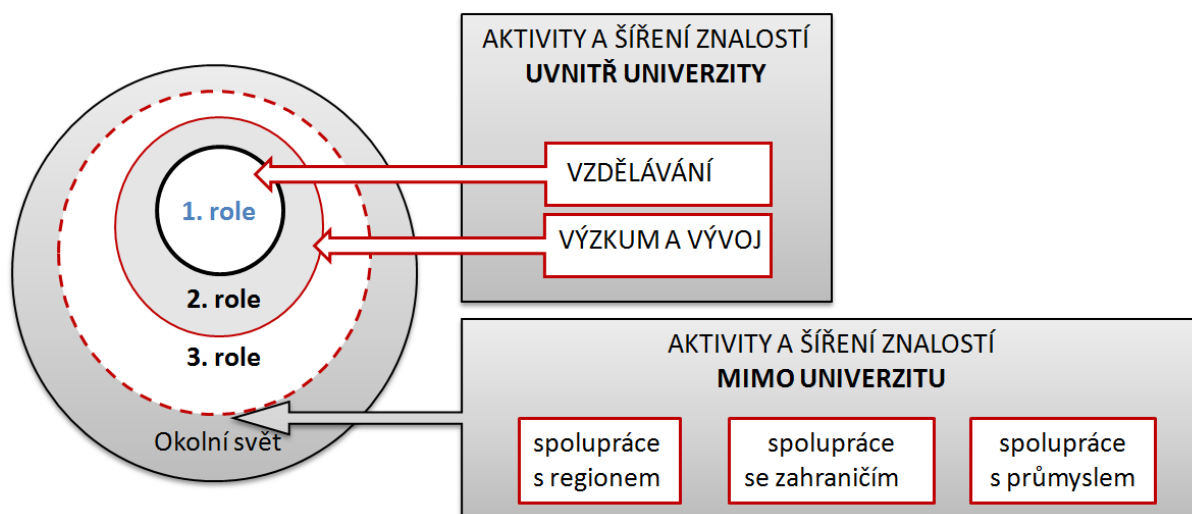 1. role
2. role
3. role
Okolní svět
AKTIVITY A ŠÍŘENÍ ZNALOSTÍ
UVNITŘ UNIVERZITY
VZDĚLÁVÁNÍ
VÝZKUM A VÝVOJ
AKTIVITY A ŠÍŘENÍ ZNALOSTÍ
MIMO UNIVERZITU
spolupráce
s regionem
spolupráce
se zahraničím
spolupráce
s průmyslem